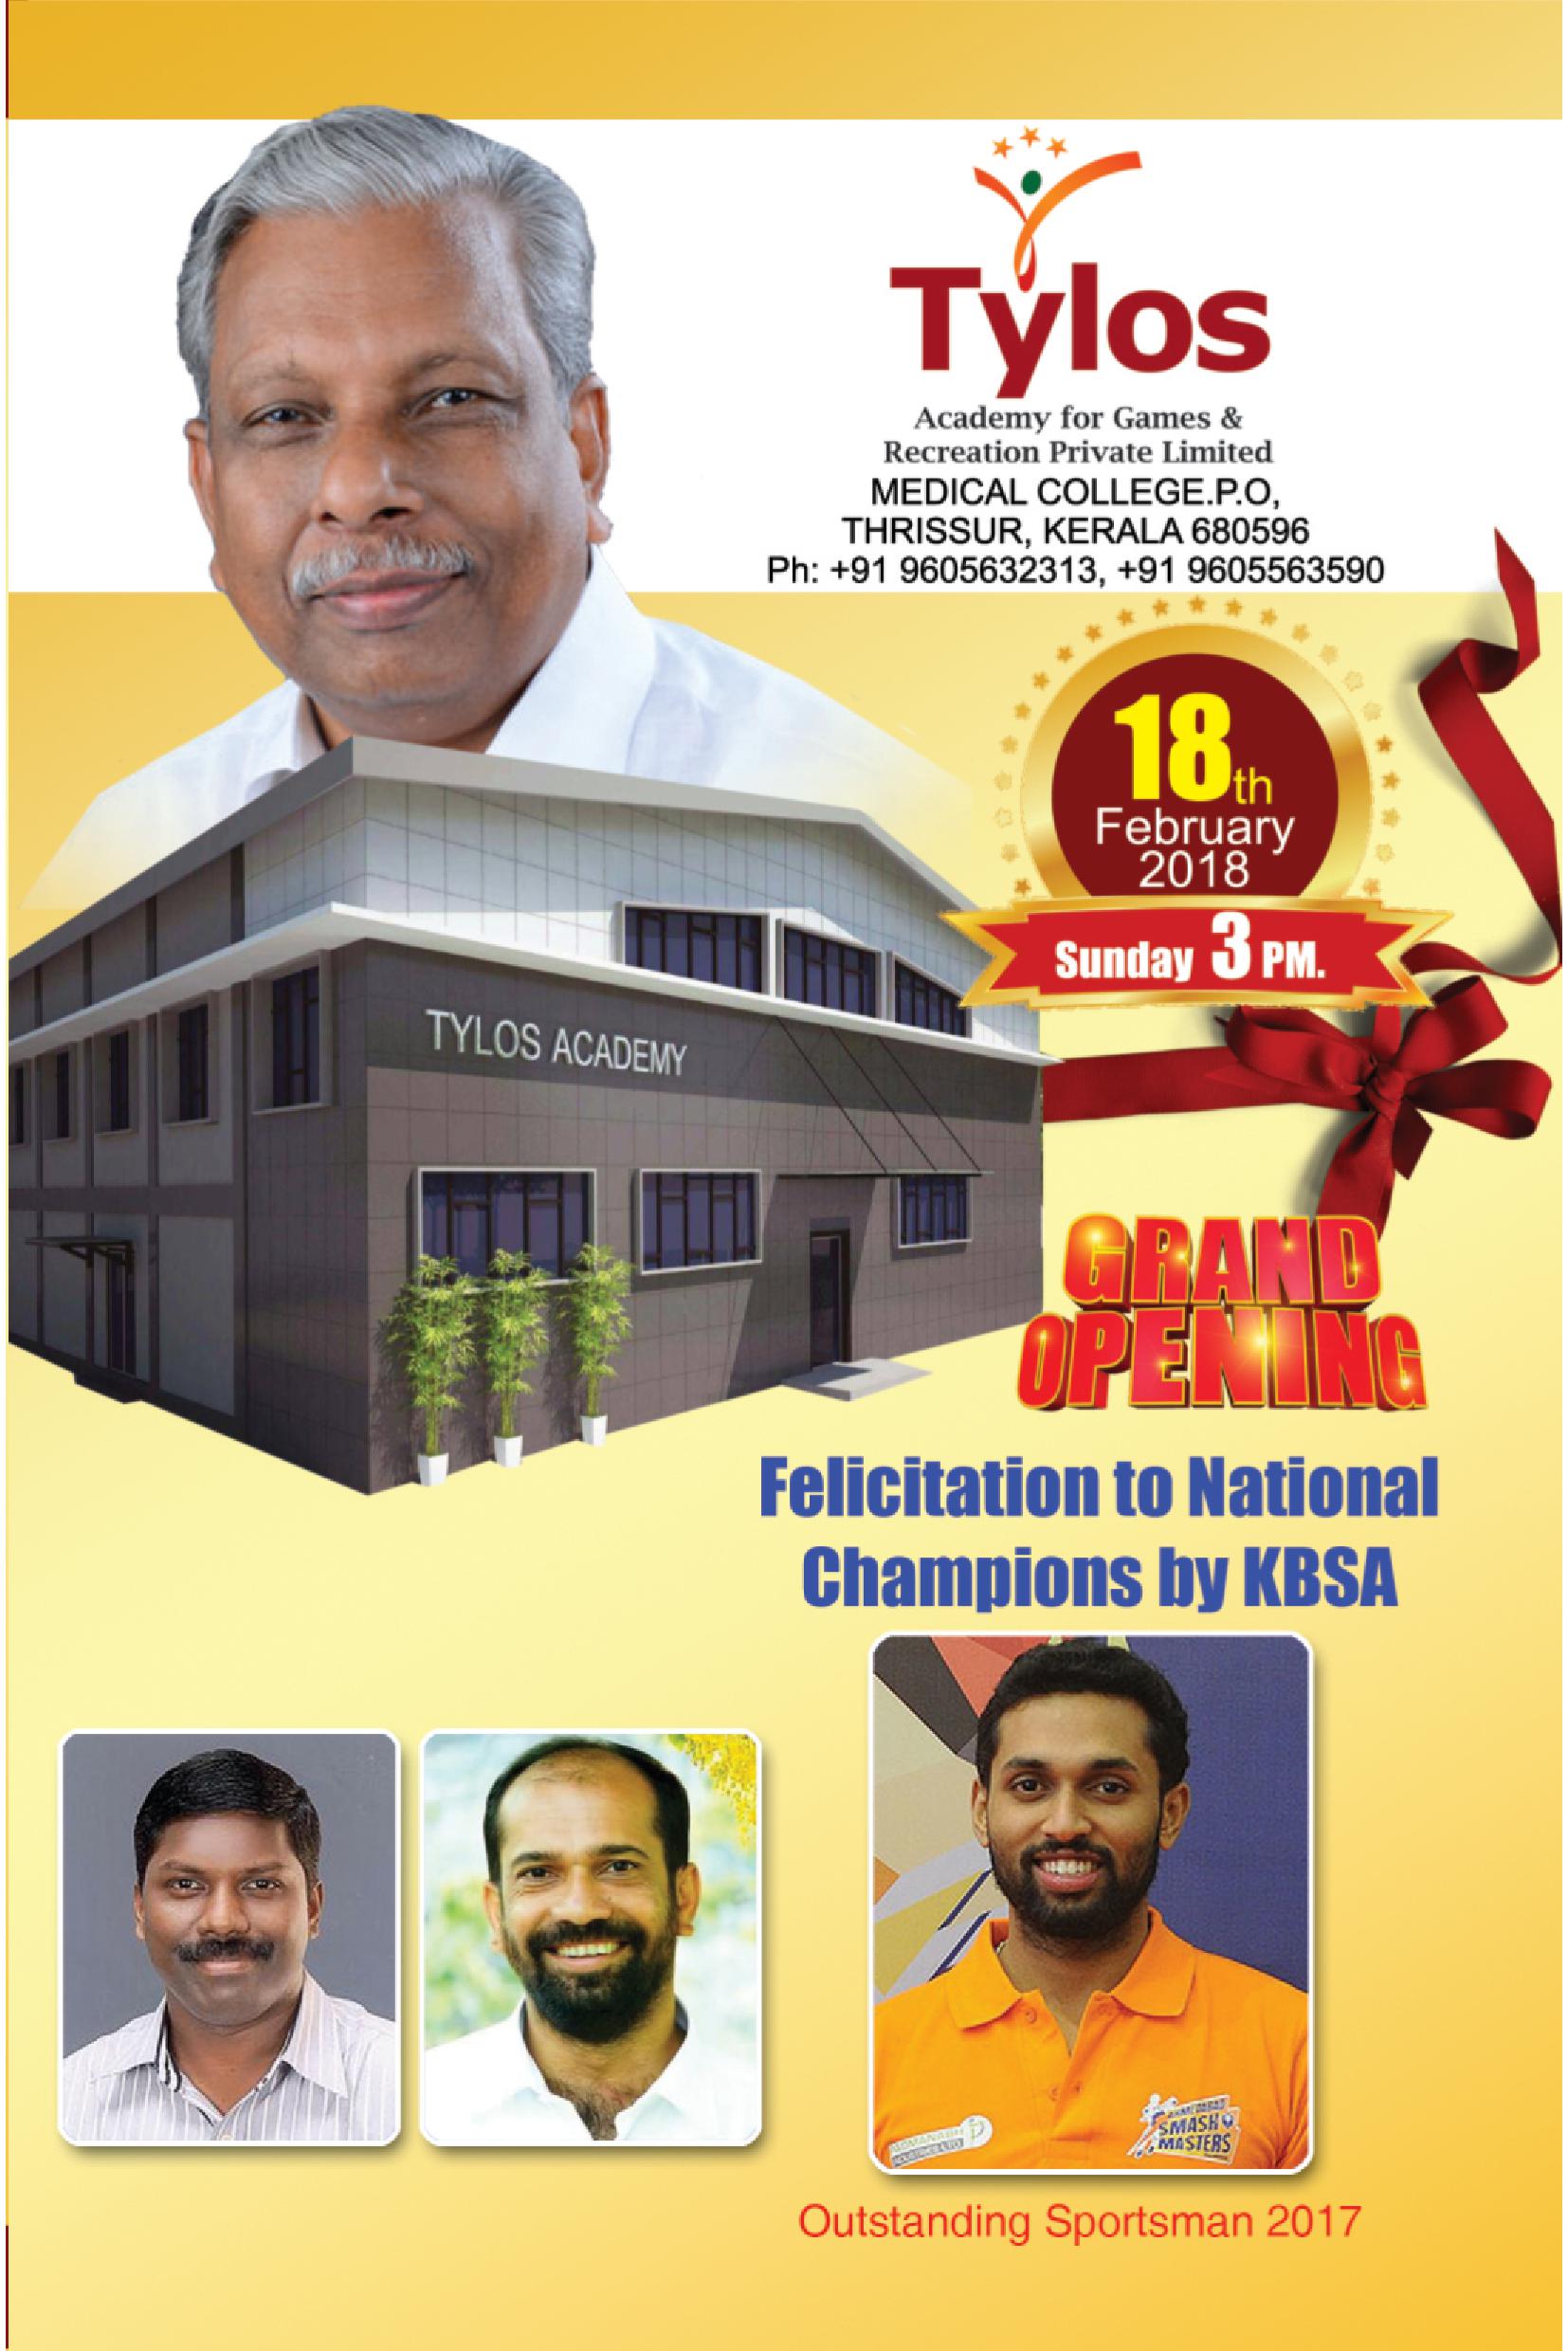 Tylos
Academy for Games &
Recreation Private Limited
MEDICAL COLLEGE.P.O,
THRISSUR, KERALA 680596
Ph: +91 9605632313, +91 9605563590
18th
February
2018
Sunday 3 PM.
TYLOS ACADEMY
GRAND
OPENING
Felicitation to National
Champions by KBSA
SMASH
MASTERS
Outstanding Sportsman 2017